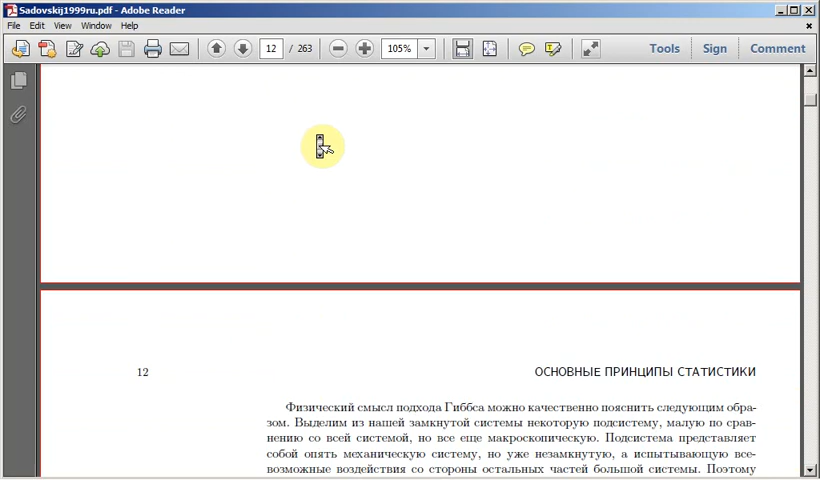 Sadovskij1999ru.pdf - Adobe Reader
File Edit View Window Help
12 / 263 105% Tools Sign Comment
12 ОСНОВНЫЕ ПРИНЦИПЫ СТАТИСТИКИ
Физический смысл подхода Гиббса можно качественно пояснить следующим обра-
зом. Выделим из нашей замкнутой системы некоторую подсистему, малую по срав-
нению со всей системой, но все еще макроскопическую. Подсистема представляет
собой опять механическую систему, но уже незамкнутую, а испытывающую все-
возможные воздействия со стороны остальных частей большой системы. Поэтому